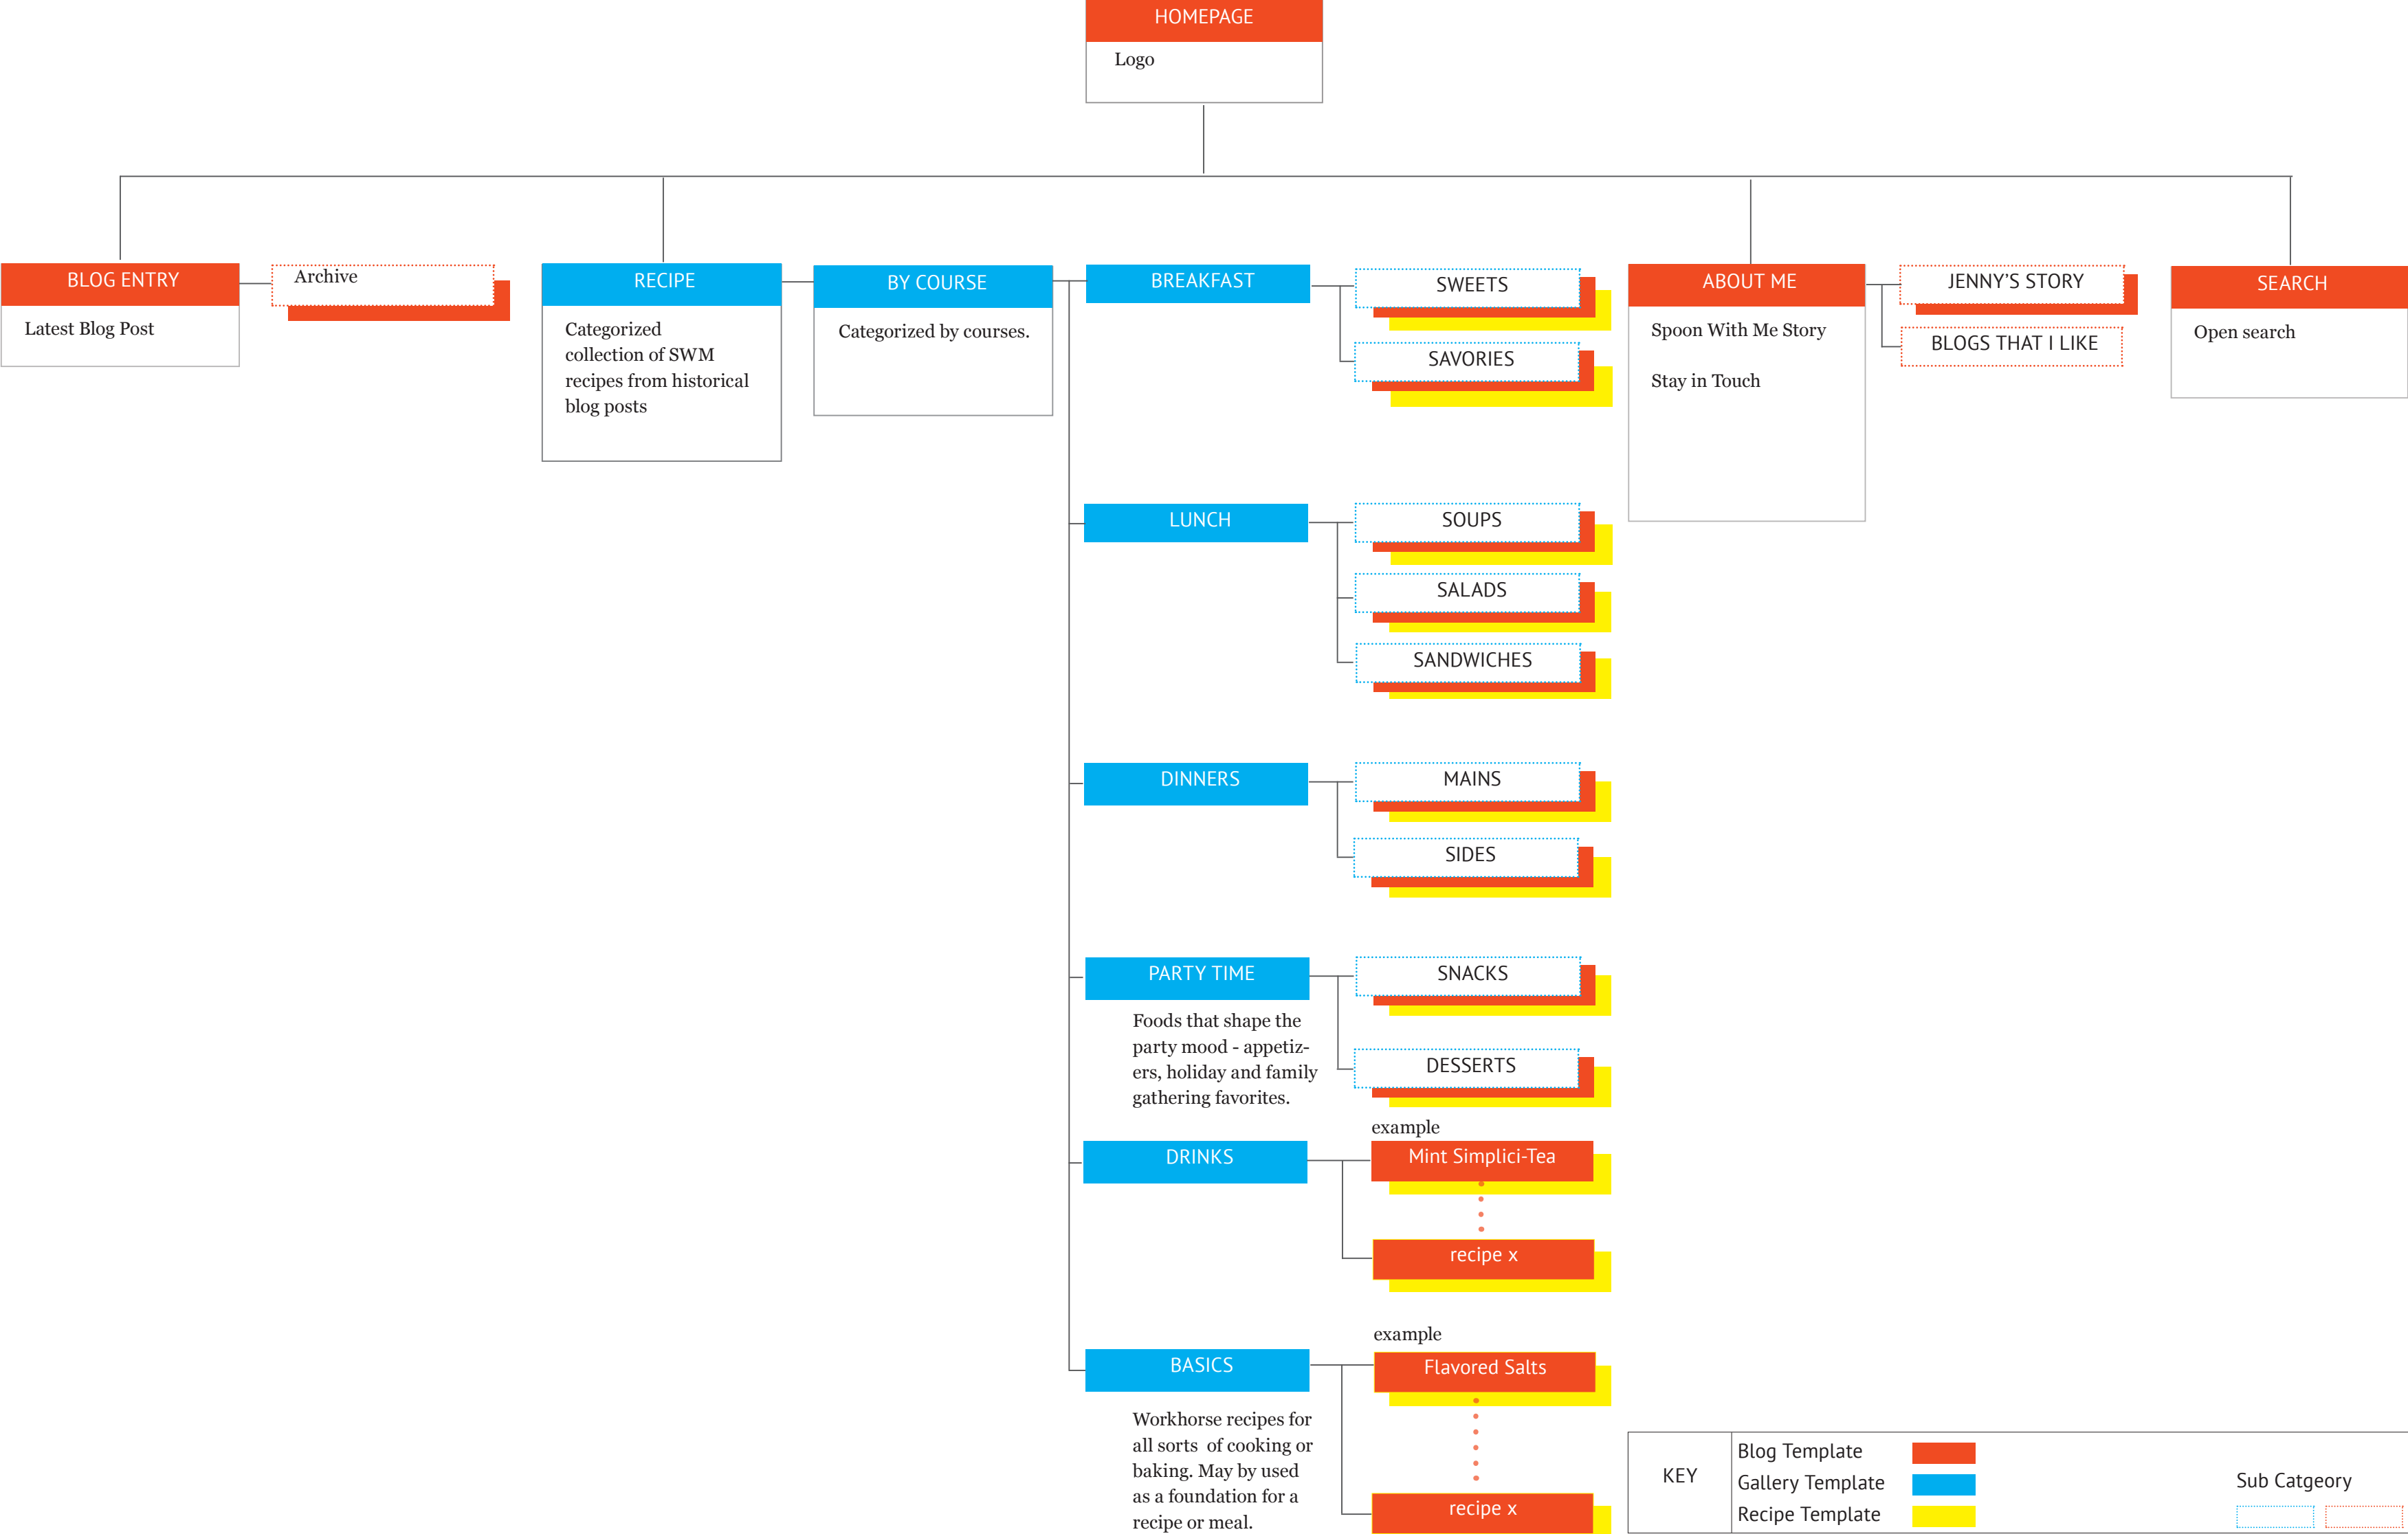 HOMEPAGE
Logo
BLOG ENTRY
Latest Blog Post
Archive
RECIPE
Categorized
collection of SWM
recipes from historical
blog posts
BY COURSE
Categorized by courses.
BREAKFAST
SWEETS
SAVORIES
LUNCH
SOUPS
SALADS
SANDWICHES
DINNERS
MAINS
SIDES
PARTY TIME
Foods that shape the
party mood - appetiz-
ers, holiday and family
gathering favorites.
SNACKS
DESSERTS
DRINKS
example
Mint Simplici-Tea
recipe x
BASICS
Workhorse recipes for
all sorts of cooking or
baking. May by used
as a foundation for a
recipe or meal.
example
Flavored Salts
recipe x
ABOUT ME
Spoon With Me Story
Stay in Touch
JENNY’S STORY
BLOGS THAT I LIKE
SEARCH
Open search
KEY
Blog Template
Gallery Template
Recipe Template
Sub Catgeory